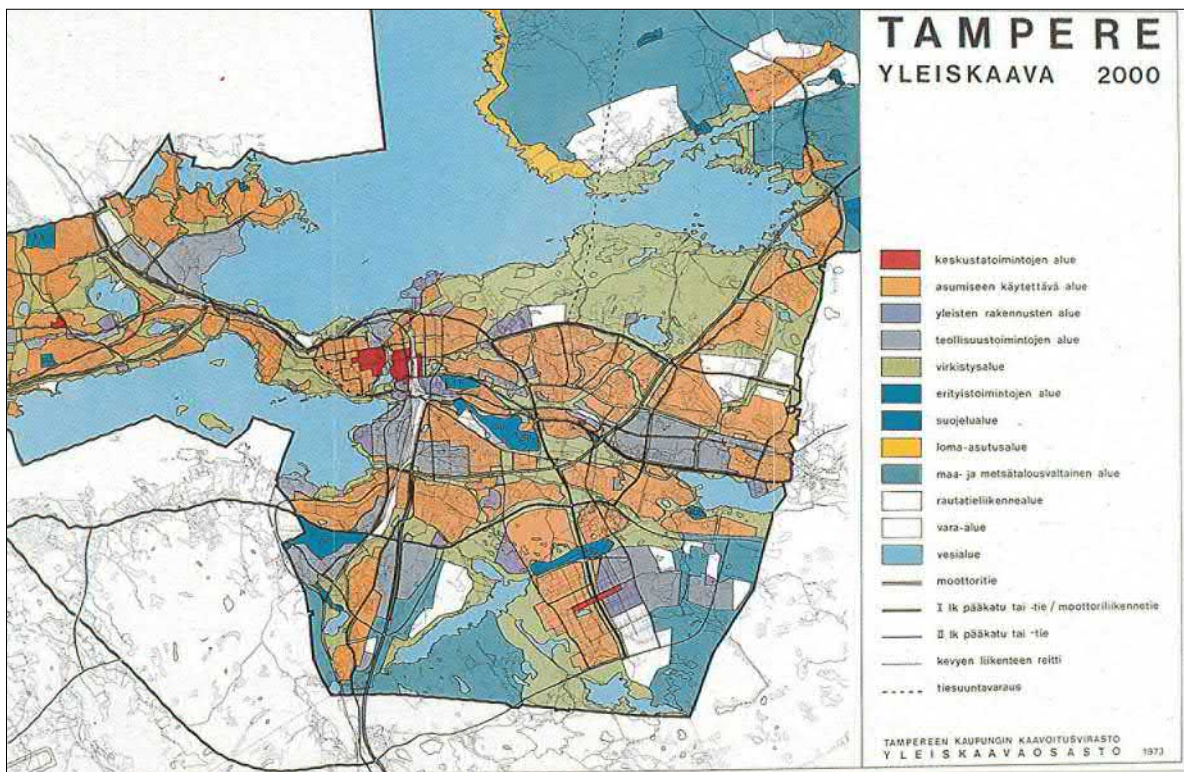 TAMPERE
YLEISKAAVA 2000
keskustatoimintojen alue
asumiseen käytettävä alue
yleisten rakennusten alue
teollisuustoimintojen alue
virkistysalue
erityistoimintojen alue
suojelualue
loma-asutusalue
maa- ja metsätalousvaltainen alue
rautatieliikennealue
vara-alue
vesialue
moottoritie
I lk pääkatu tai -tie / moottoriliikennetie
II lk pääkatu tai -tie
kevyen liikenteen reitti
tiesuuntavaraus
TAMPEREEN KAUPUNGIN KAAVOITUSVIRASTO
YLEISKAAVAOSASTO 1973